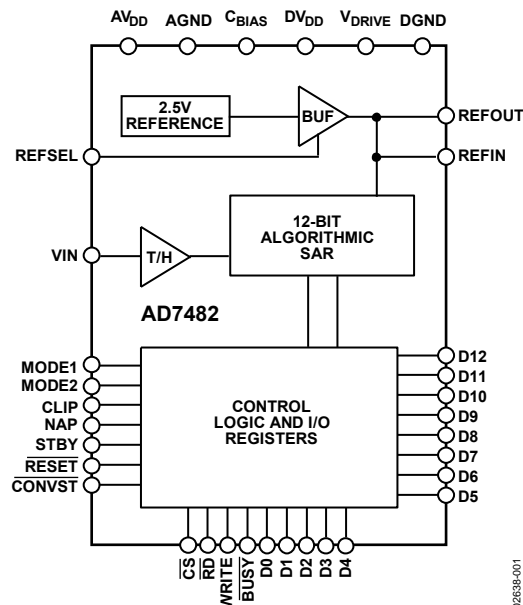 AVDD
AGND
CBIAS
DVDD
VDRIVE
DGND
2.5V
REFERENCE
BUF
REFOUT
REFSEL
REFIN
12-BIT
ALGORITHMIC
SAR
VIN
T/H
AD7482
MODE1
MODE2
CLIP
NAP
STBY
RESET
CONVST
CONTROL
LOGIC AND I/O
REGISTERS
D12
D11
D10
D9
D8
D7
D6
D5
CS
RD
WRITE
BUSY
D0
D1
D2
D3
D4
02638-001